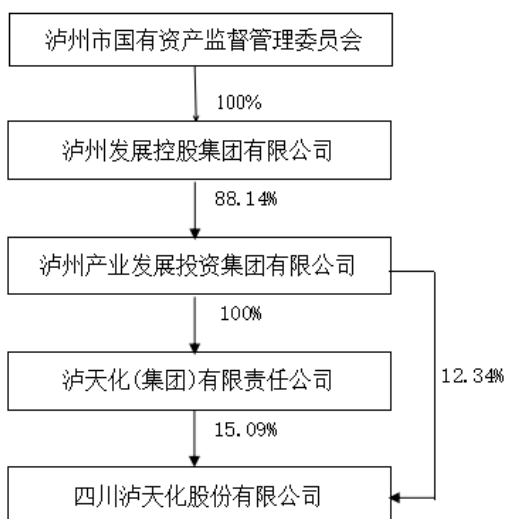 泸州市国有资产监督管理委员会
100%
泸州发展控股集团有限公司
88.14%
泸州产业发展投资集团有限公司
100%
泸天化(集团)有限责任公司
12.34%
15.09%
四川泸天化股份有限公司